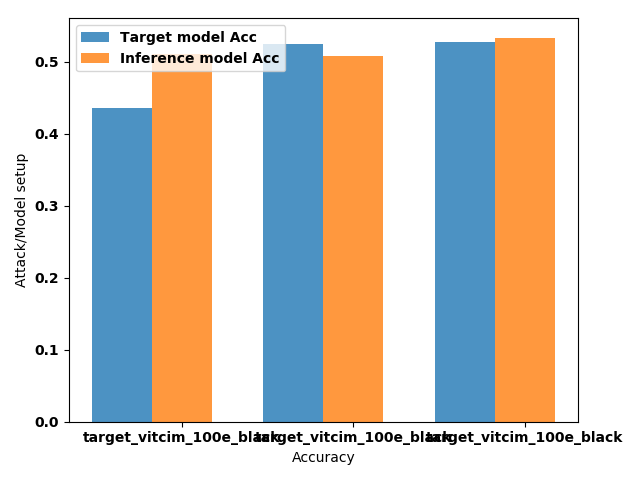 Target model Acc
Inference model Acc
0.5
0.4
0.3
0.2
0.1
0.0
Attack/Model setup
target_vitcim_100e_black
target_vitcim_100e_black
target_vitcim_100e_black
Accuracy